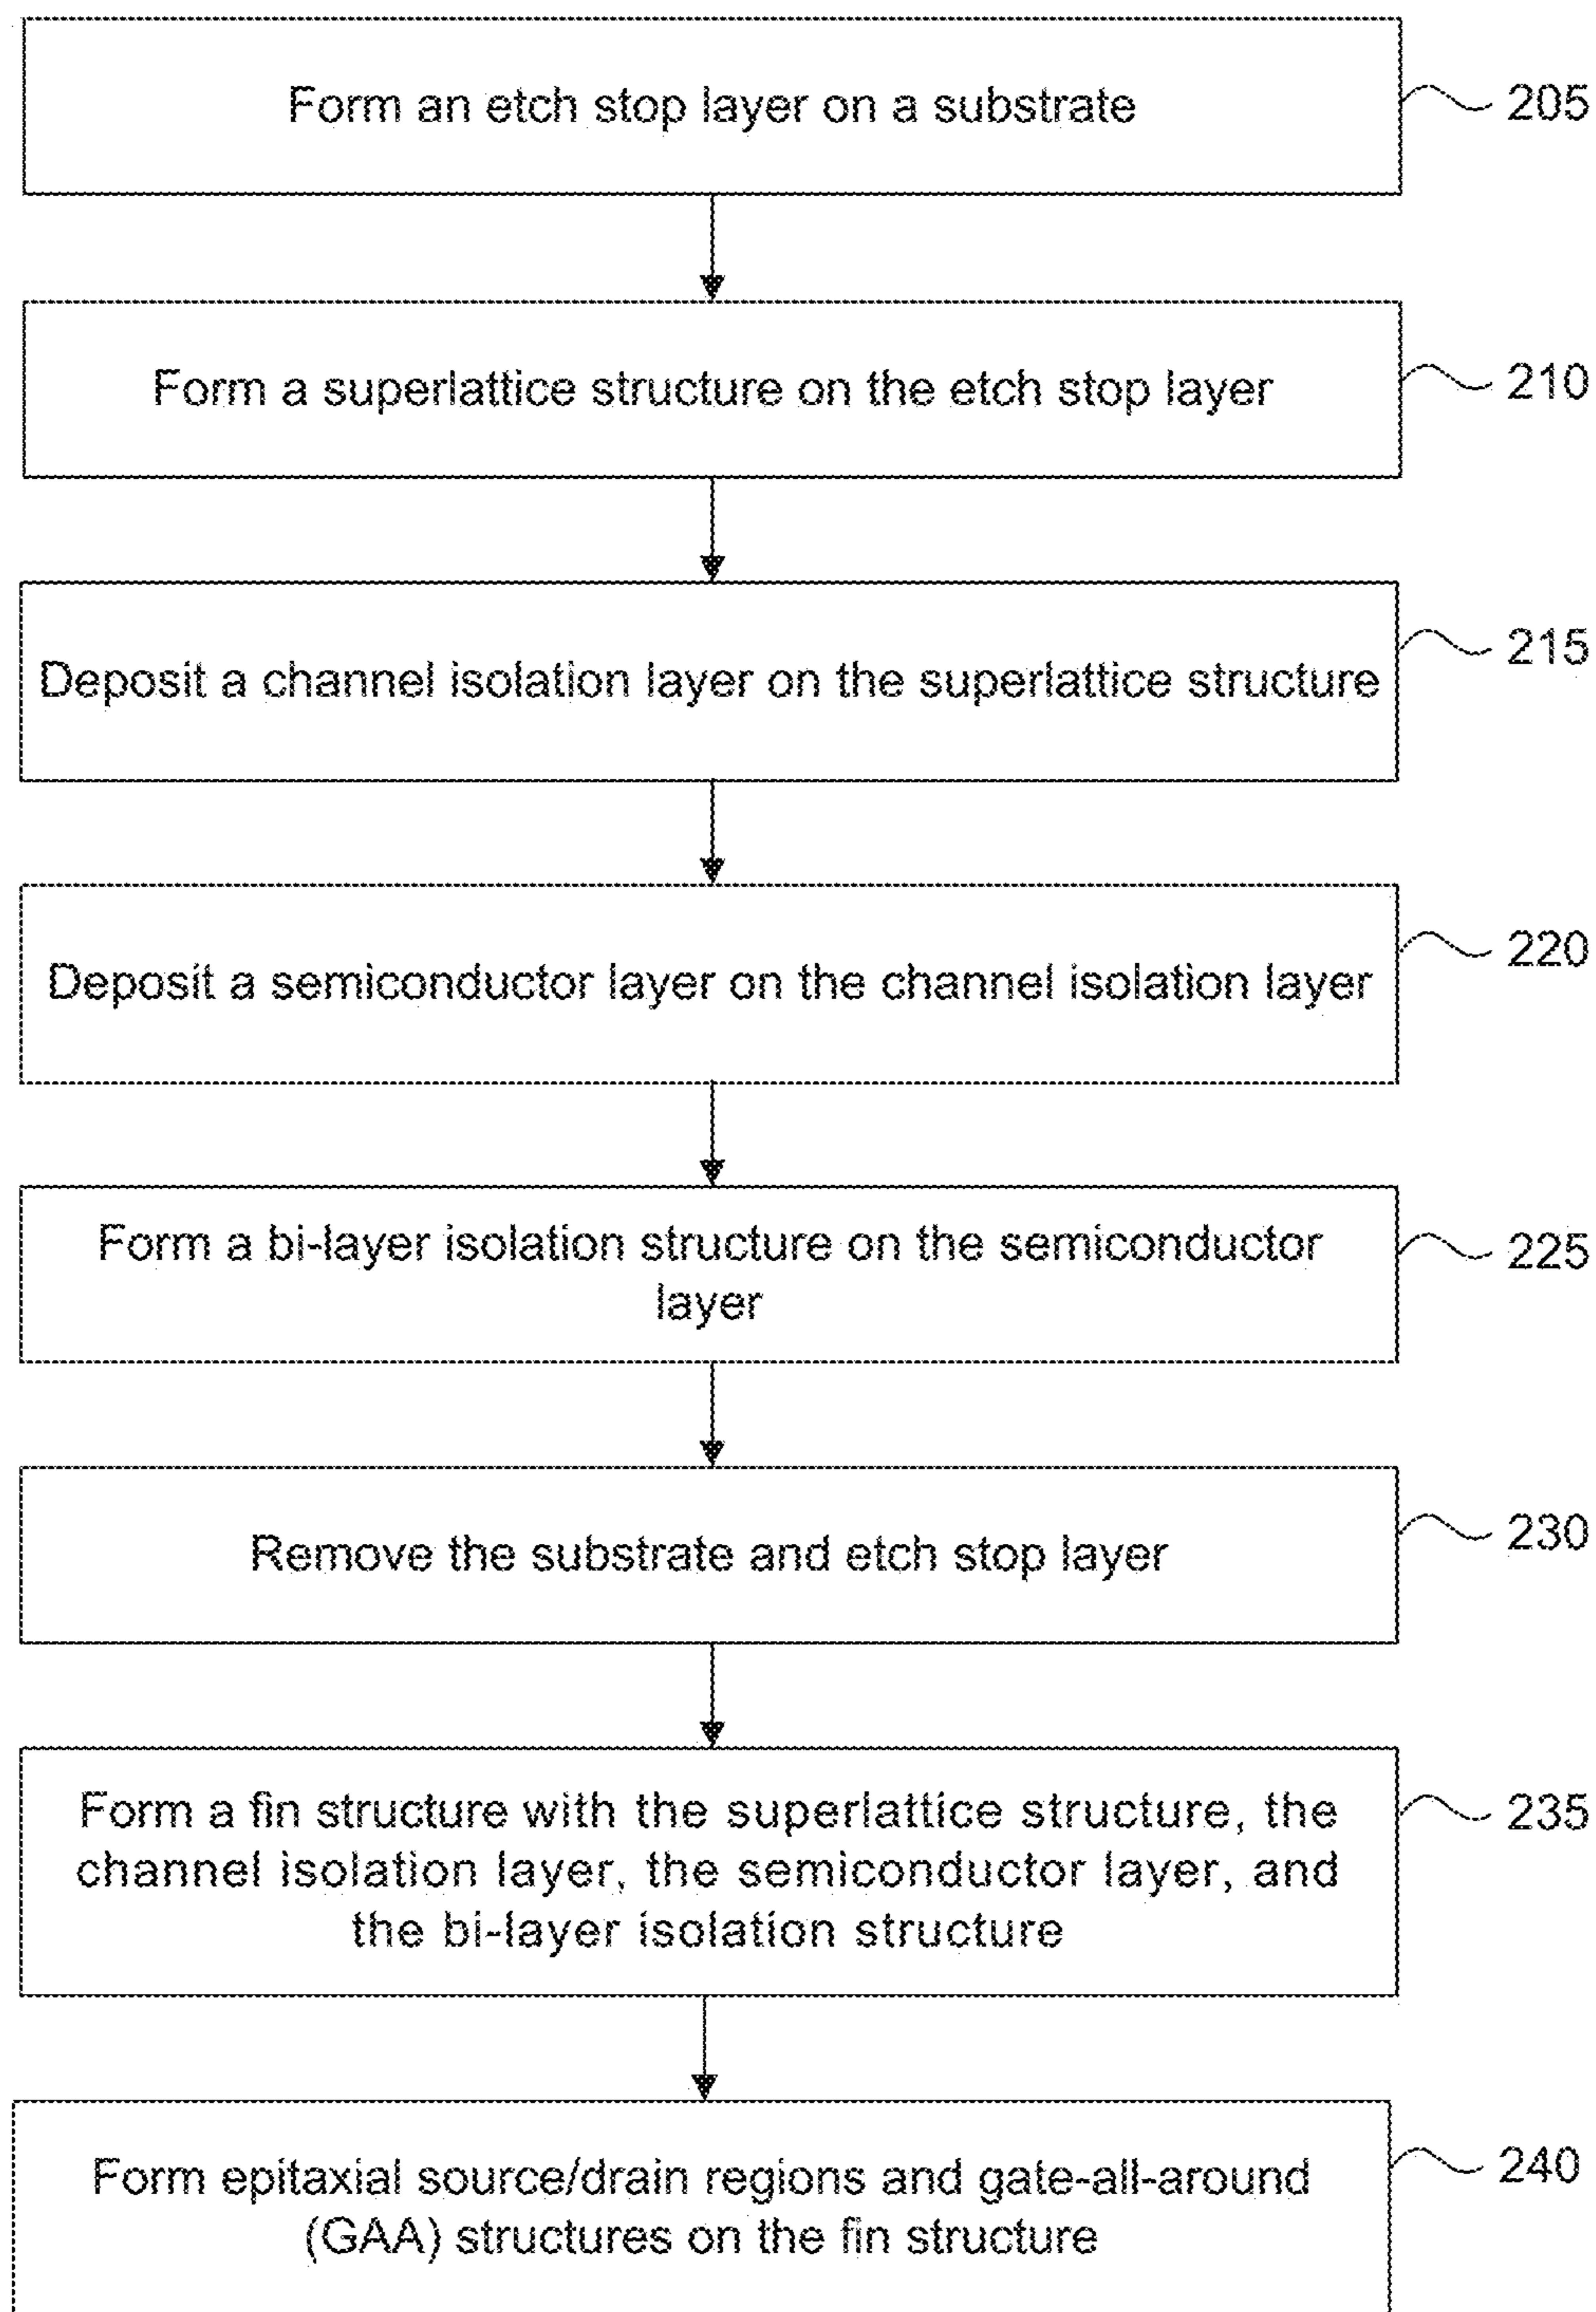 Form an etch stop layer on a substrate
205
Form a superlattice structure on the etch stop layer
210
Deposit a channel isolation layer on the superlattice structure
215
Deposit a semiconductor layer on the channel isolation layer
220
Form a bi-layer isolation structure on the semiconductor
layer
225
Remove the substrate and etch stop layer
230
Form a fin structure with the superlattice structure, the
channel isolation layer, the semiconductor layer, and
the bi-layer isolation structure
235
Form epitaxial source/drain regions and gate-all-around
(GAA) structures on the fin structure
240